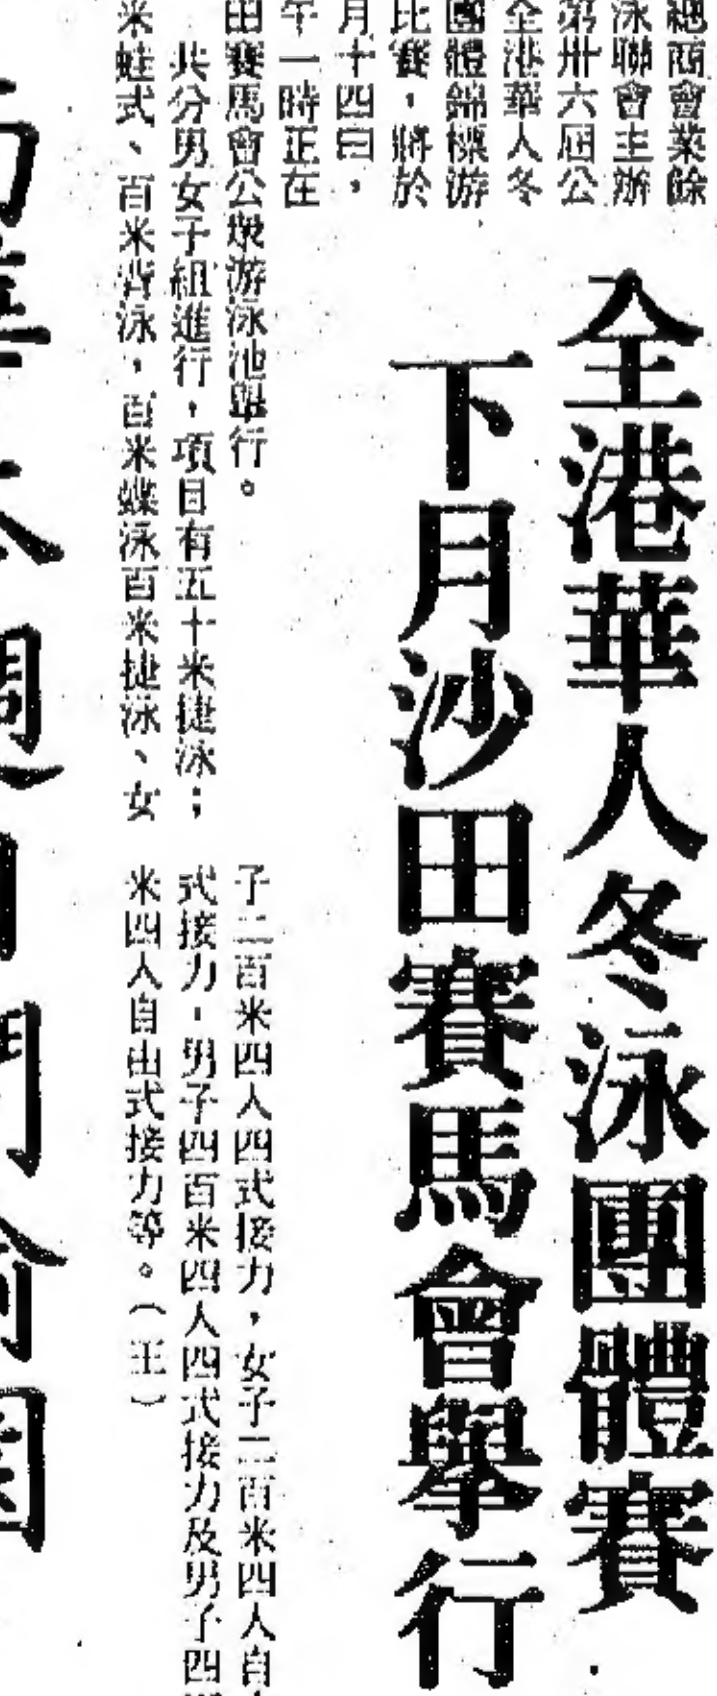 全港華人冬泳團體賽
下月沙田賽馬會舉行
總商會業餘
泳聯會主辦
第卅六屆公
全港華人冬
團體錦標游
比賽，將於
月十四日，
午一時正在
田賽馬會公眾游泳池舉行。
共分男女子組進行，項目有五十米捷泳；
米蛙式、百米背泳，百米蝶泳百米捷泳、女
子二百米四人四式接力，女子二百米四人自
式接力，男子四百米四人四式接力及男子四
米四人自由式接力等。（王）